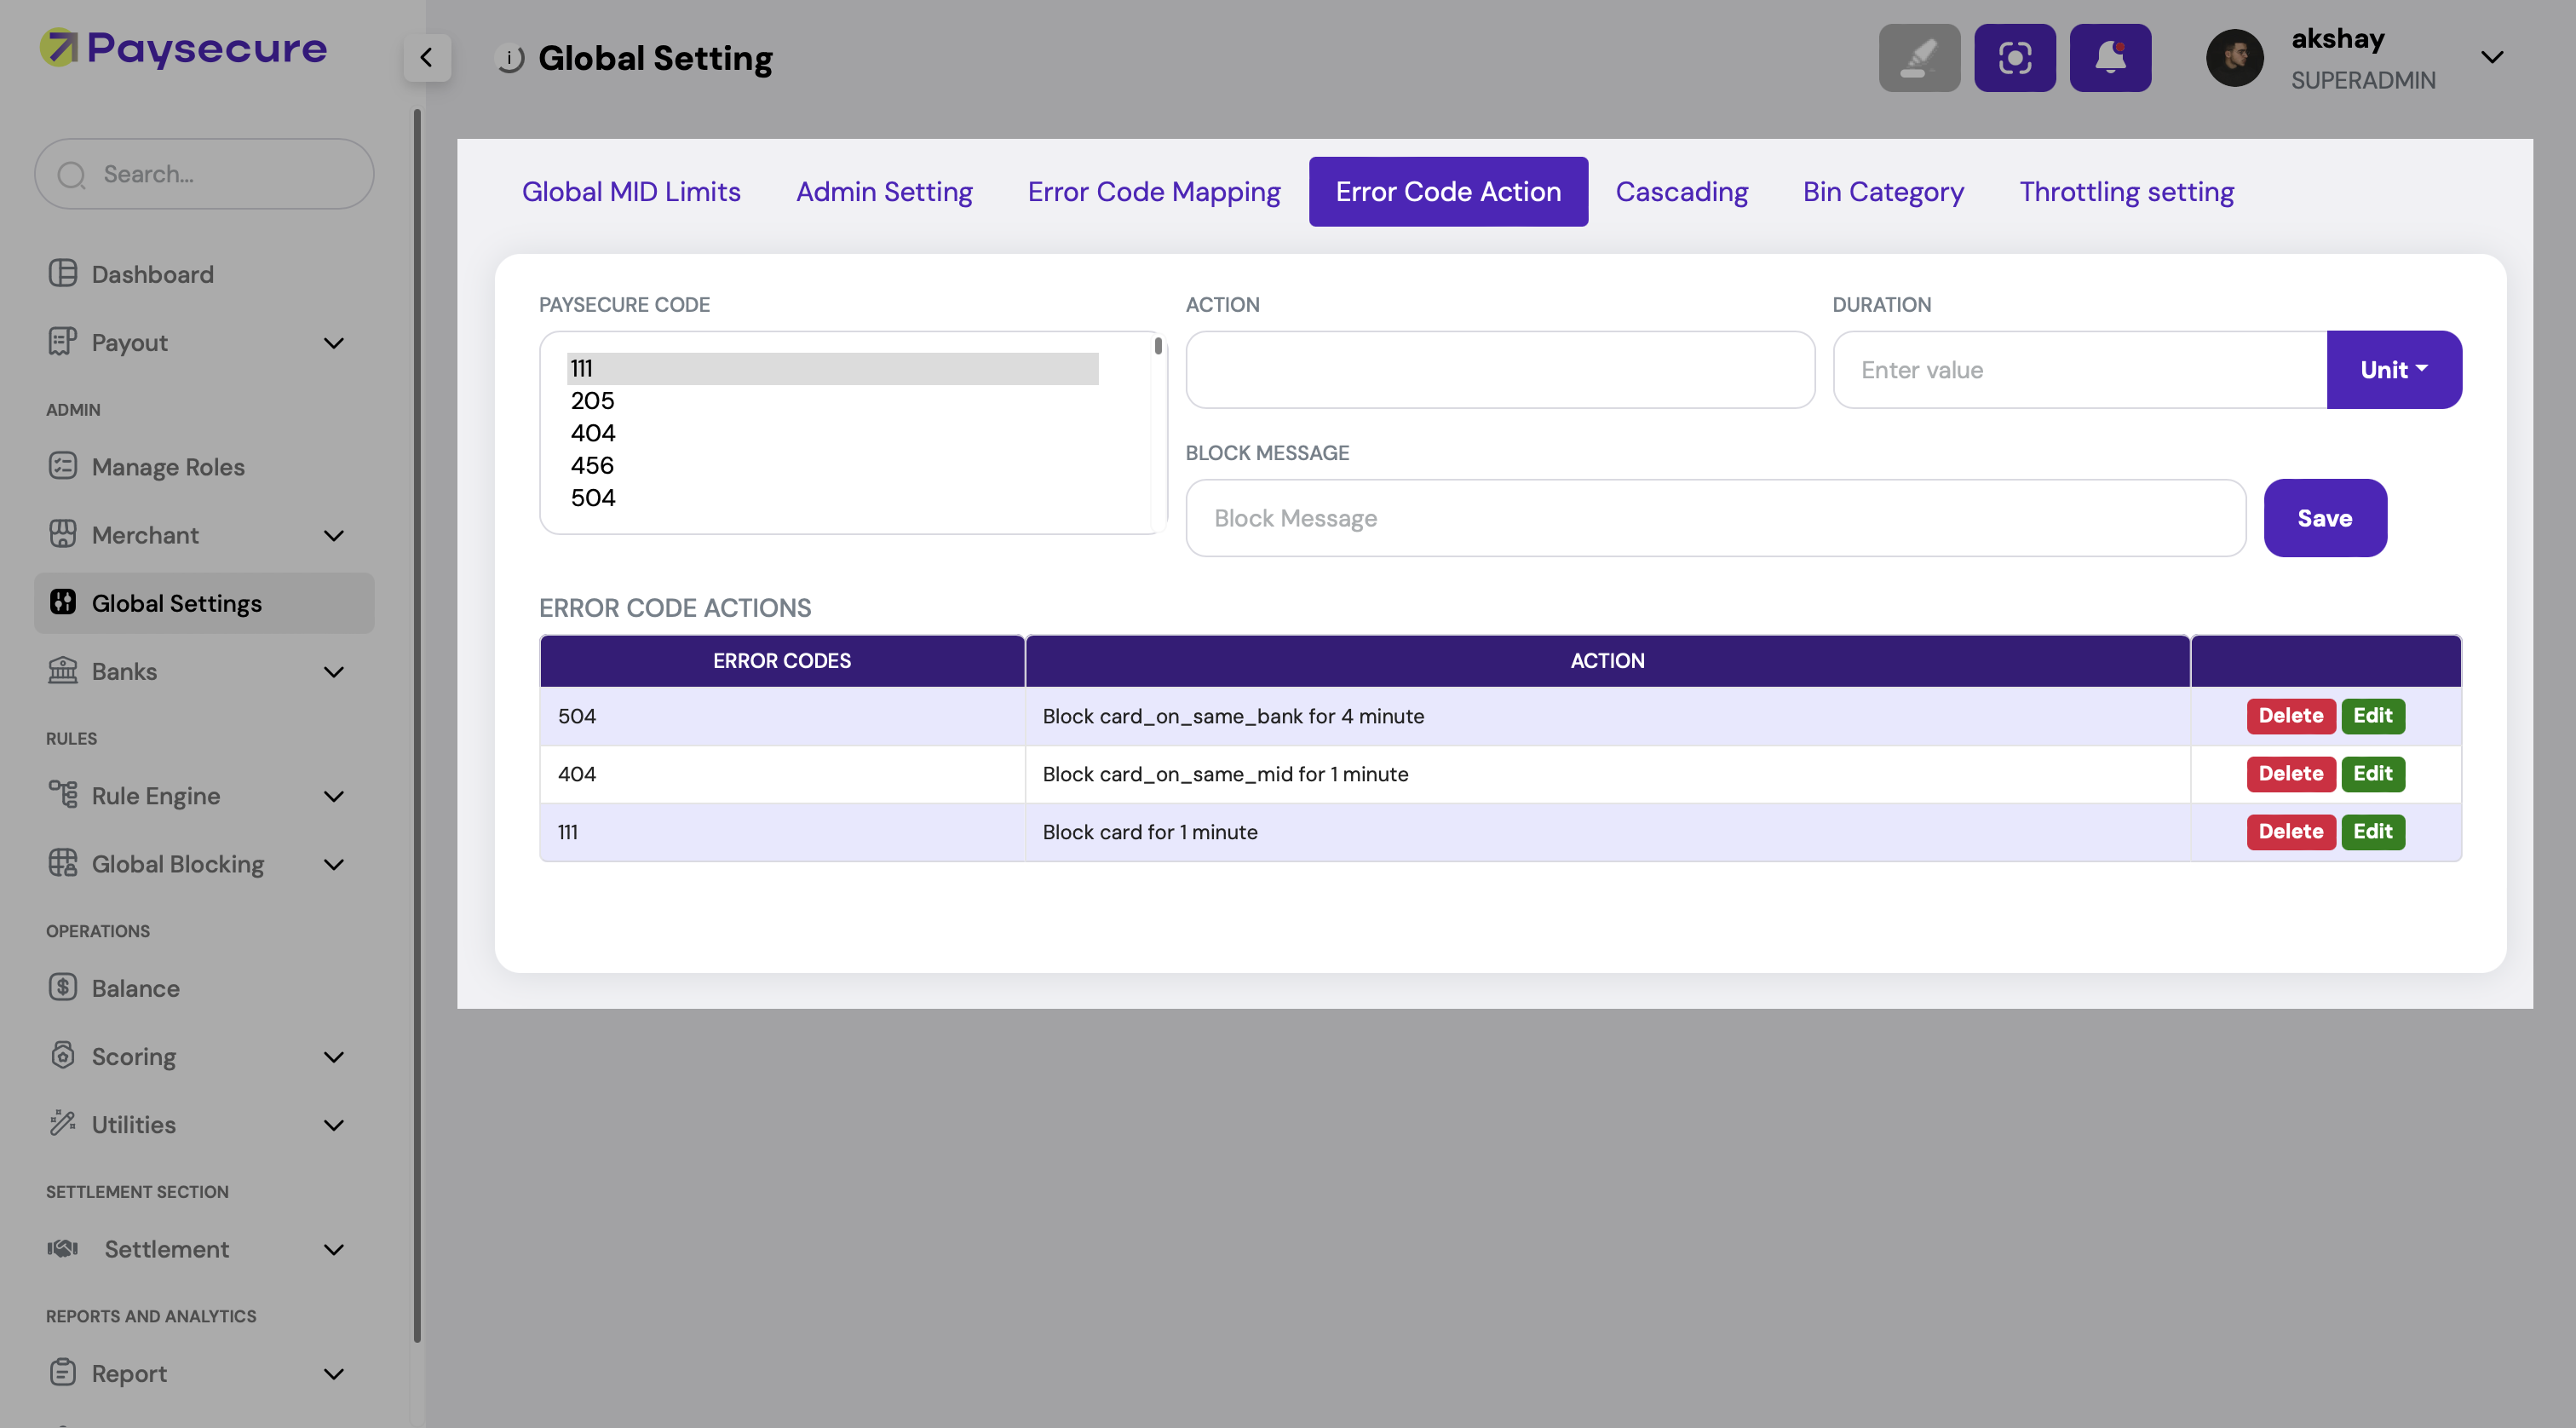 Paysecure
Global Setting
akshay
SUPERADMIN
Search...
Dashboard
Payout
ADMIN
Manage Roles
Merchant
Global Settings
Banks
RULES
Rule Engine
Global Blocking
OPERATIONS
Balance
Scoring
Utilities
SETTLEMENT SECTION
Settlement
REPORTS AND ANALYTICS
Report
Global MID Limits Admin Setting Error Code Mapping Error Code Action Cascading Bin Category Throttling setting
PAYSECURE CODE
111
205
404
456
504
ACTION
DURATION
Enter value
Unit
BLOCK MESSAGE
Block Message
Save
ERROR CODE ACTIONS
ERROR CODES ACTION
504 Block card_on_same_bank for 4 minute Delete Edit
404 Block card_on_same_mid for 1 minute Delete Edit
111 Block card for 1 minute Delete Edit